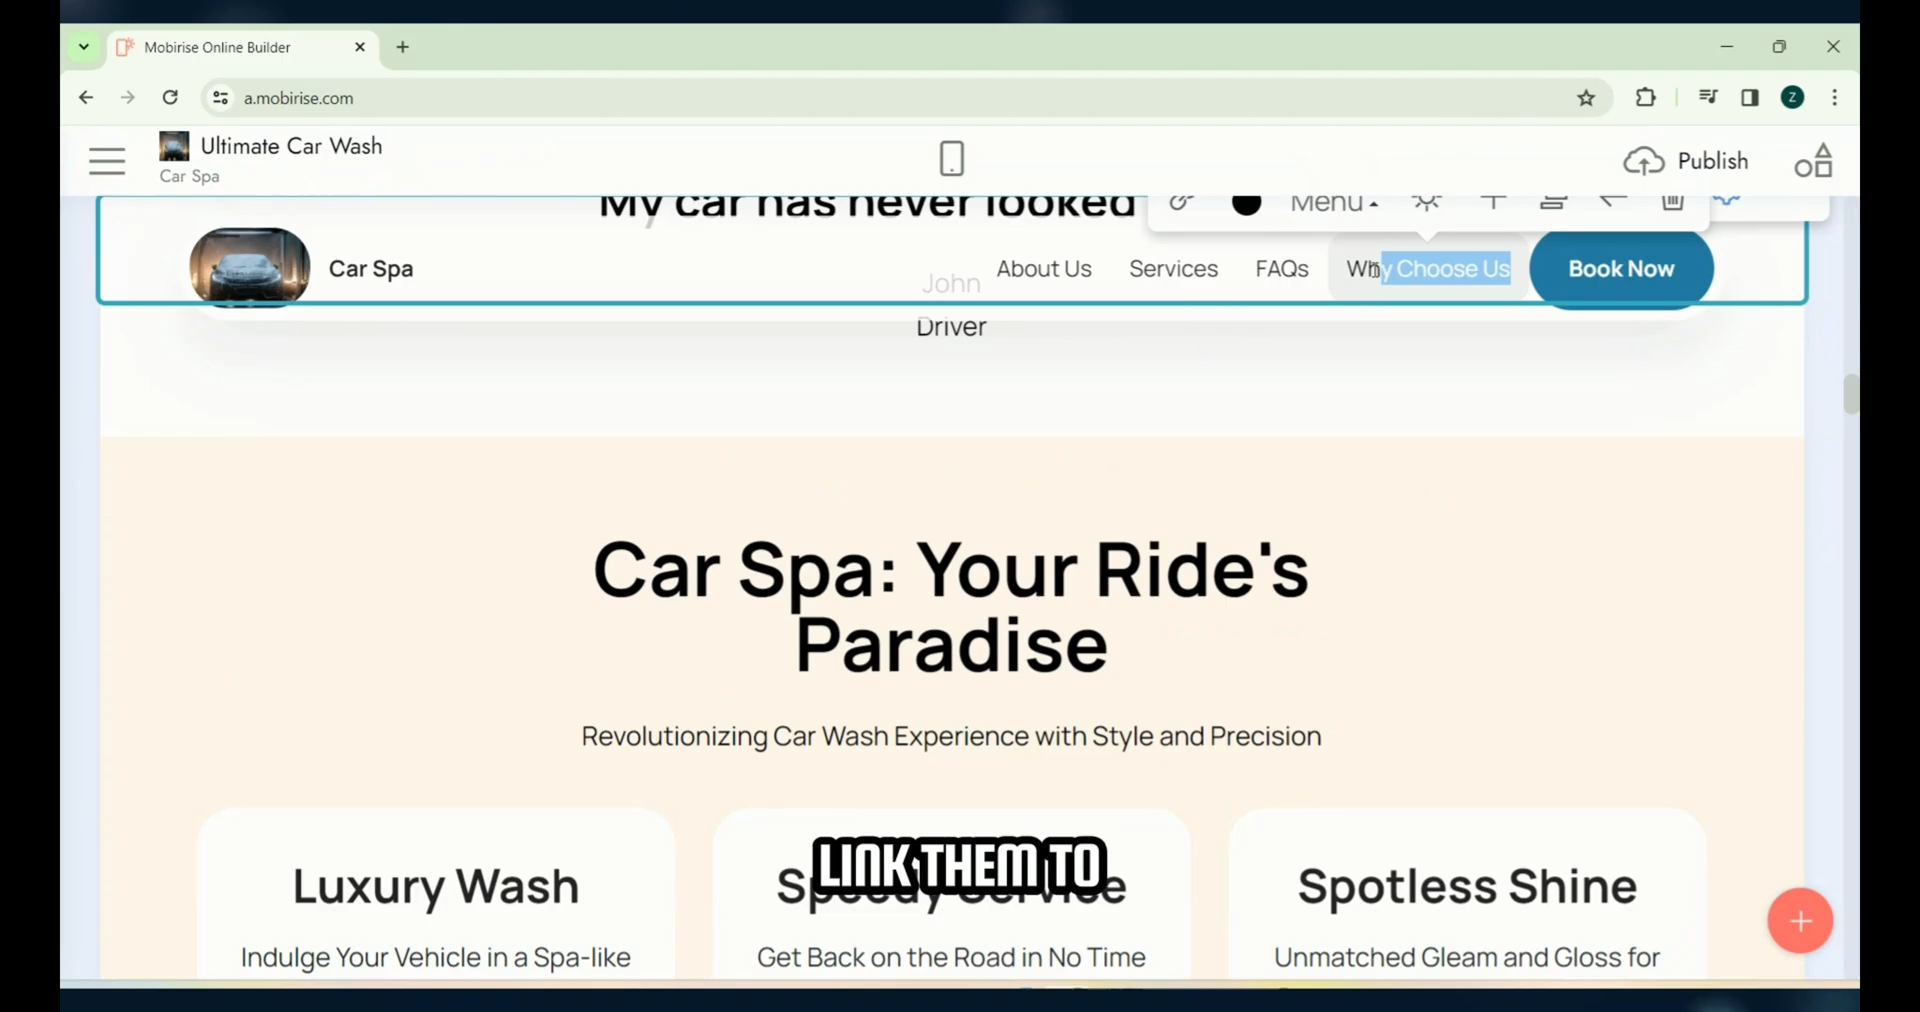 Mobirise Online Builder
a.mobirise.com
Z
Ultimate Car Wash
Car Spa
Publish
My car has never looked
Menu
Car Spa
About Us
Services
FAQs
Why Choose Us
Book Now
John
Driver
Car Spa: Your Ride's
Paradise
Revolutionizing Car Wash Experience with Style and Precision
Luxury Wash
Indulge Your Vehicle in a Spa-like
LINK THEM TO
Speedy Service
Get Back on the Road in No Time
Spotless Shine
Unmatched Gleam and Gloss for